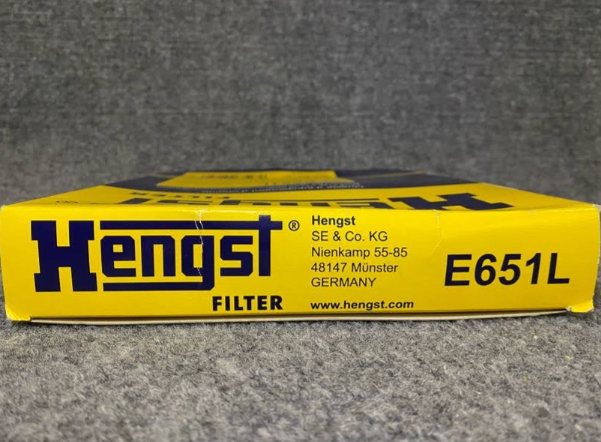 Hengst®
FILTER
Hengst
SE & Co. KG
Nienkamp 55-85
48147 Münster
GERMANY
www.hengst.com
E651L